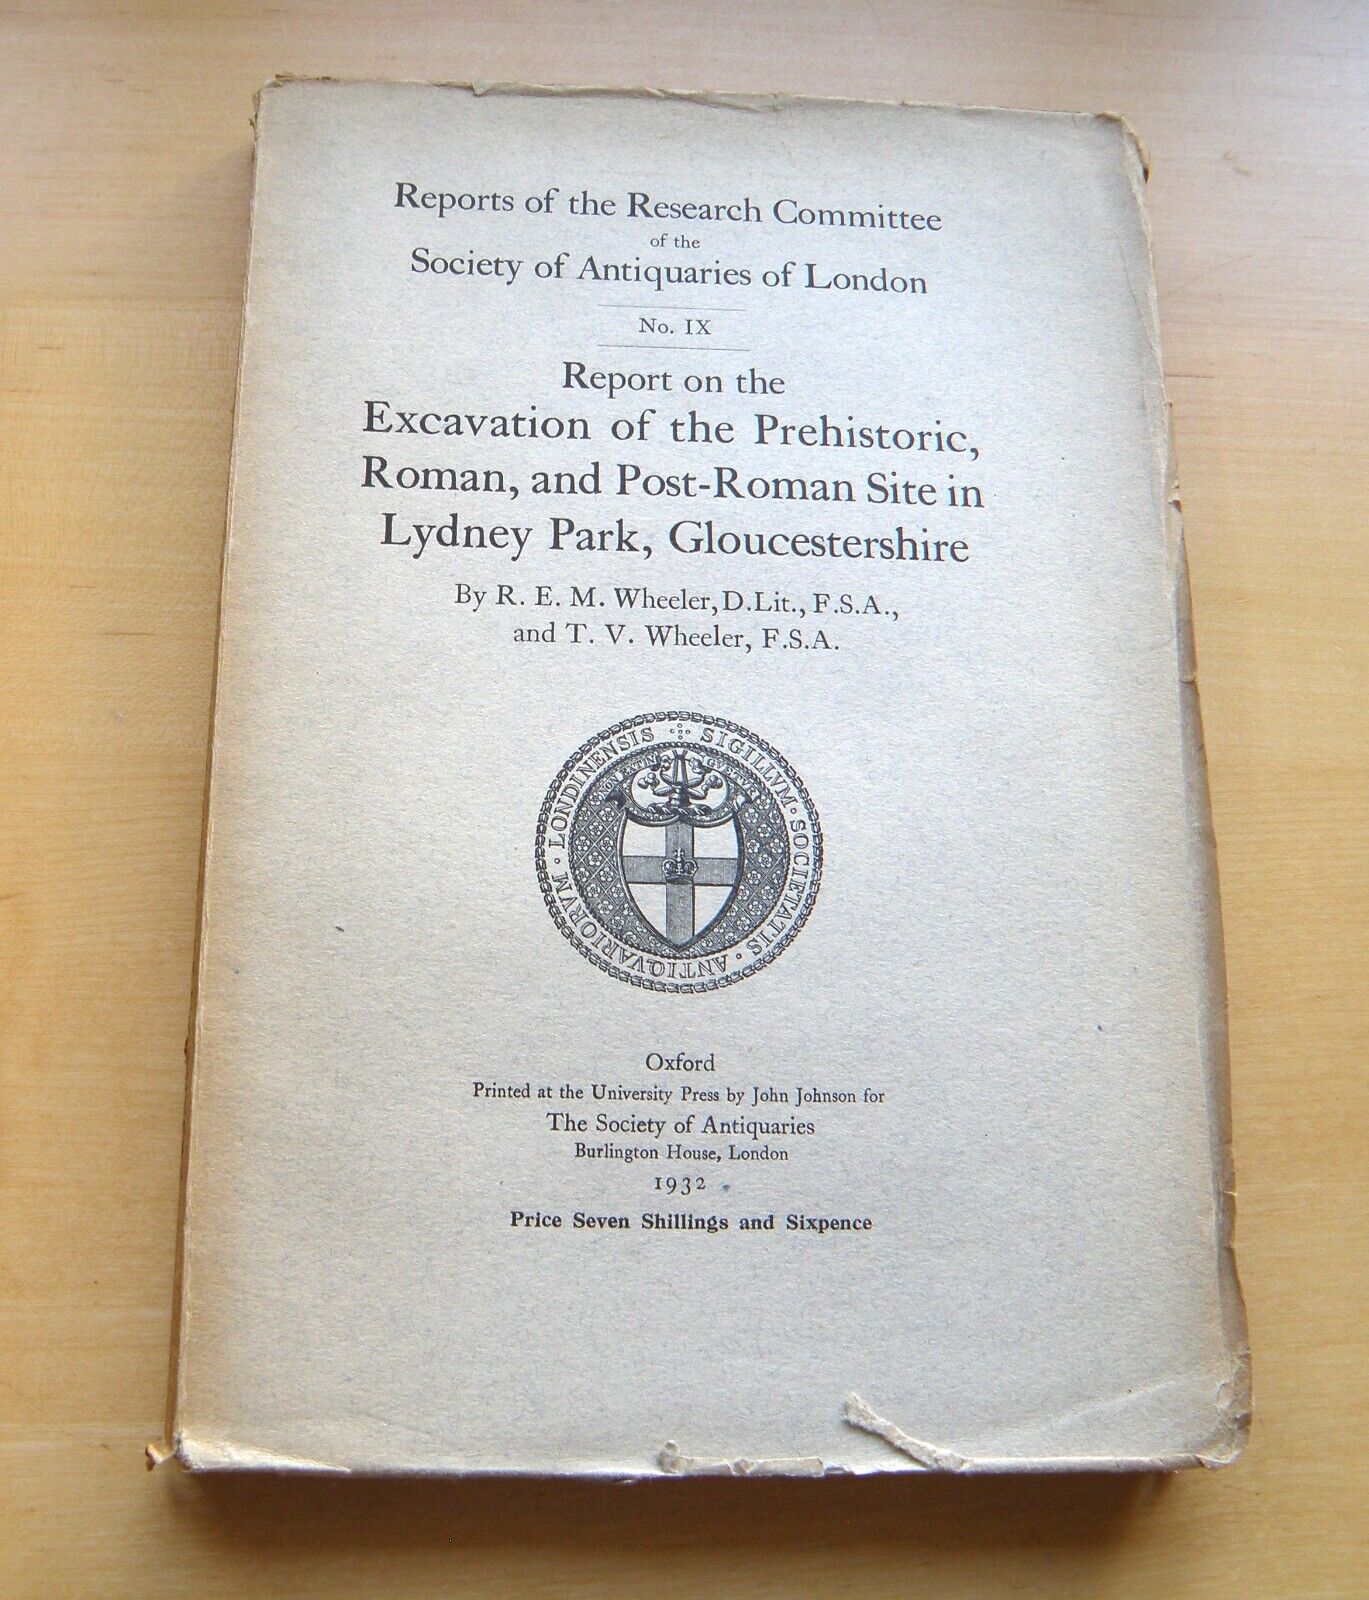 Reports of the Research Committee
of the
Society of Antiquaries of London
No. IX
Report on the
Excavation of the Prehistoric,
Roman, and Post-Roman Site in
Lydney Park, Gloucestershire
By R. E. M. Wheeler, D.Lit., F.S.A.,
and T. V. Wheeler, F.S.A.
SIGILLVM · SOCIETATIS · ANTIQVARIORVM · LONDINENSIS
NON EXTINGVETVR
Oxford
Printed at the University Press by John Johnson for
The Society of Antiquaries
Burlington House, London
1932
Price Seven Shillings and Sixpence